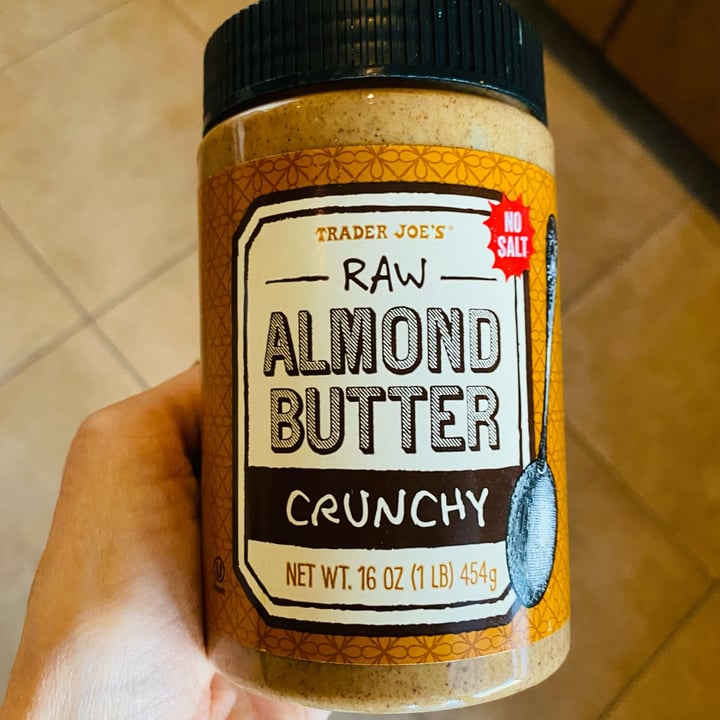 TRADER JOE'S®
NO
SALT
RAW
ALMOND
BUTTER
CRUNCHY
NET WT. 16 OZ (1 LB) 454g
U